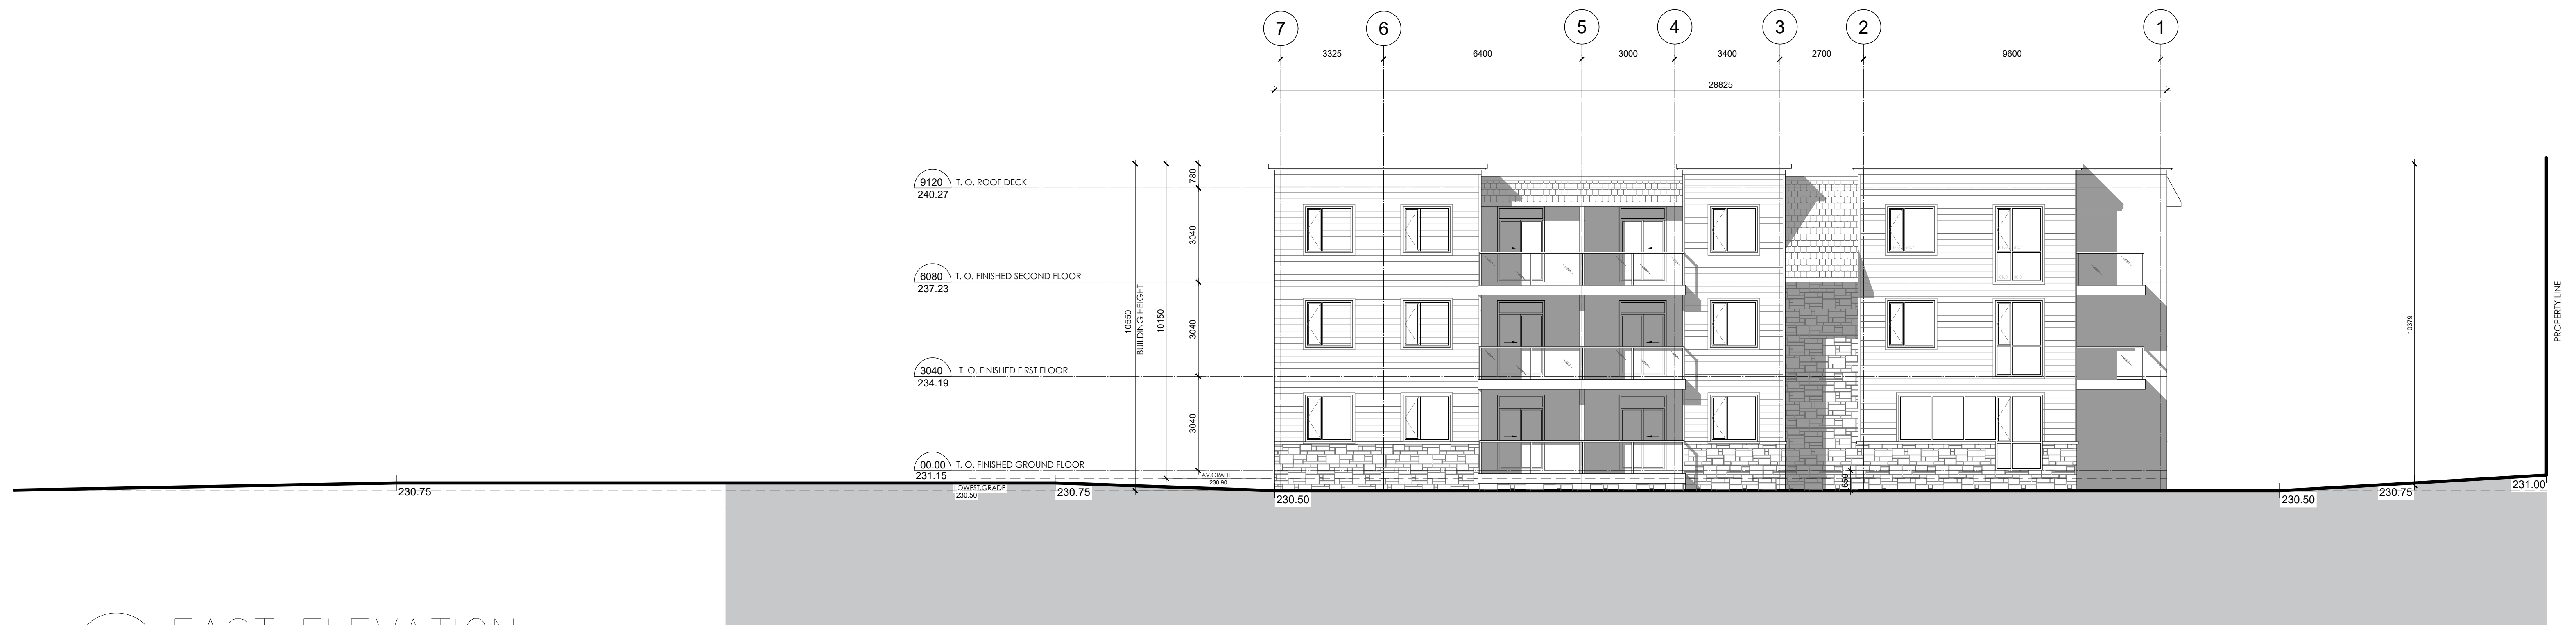 7 6 5 4 3 2 1
3325 6400 3000 3400 2700 9600
28825
780
9120 T. O. ROOF DECK
240.27
3040
6080 T. O. FINISHED SECOND FLOOR
237.23
10550
BUILDING HEIGHT
10150
3040
10379
PROPERTY LINE
3040 T. O. FINISHED FIRST FLOOR
234.19
3040
00.00 T. O. FINISHED GROUND FLOOR
231.15
AV.GRADE
230.90
650
230.75
LOWEST GRADE
230.50
230.75
230.50
230.50
230.75
231.00
EAST ELEVATION